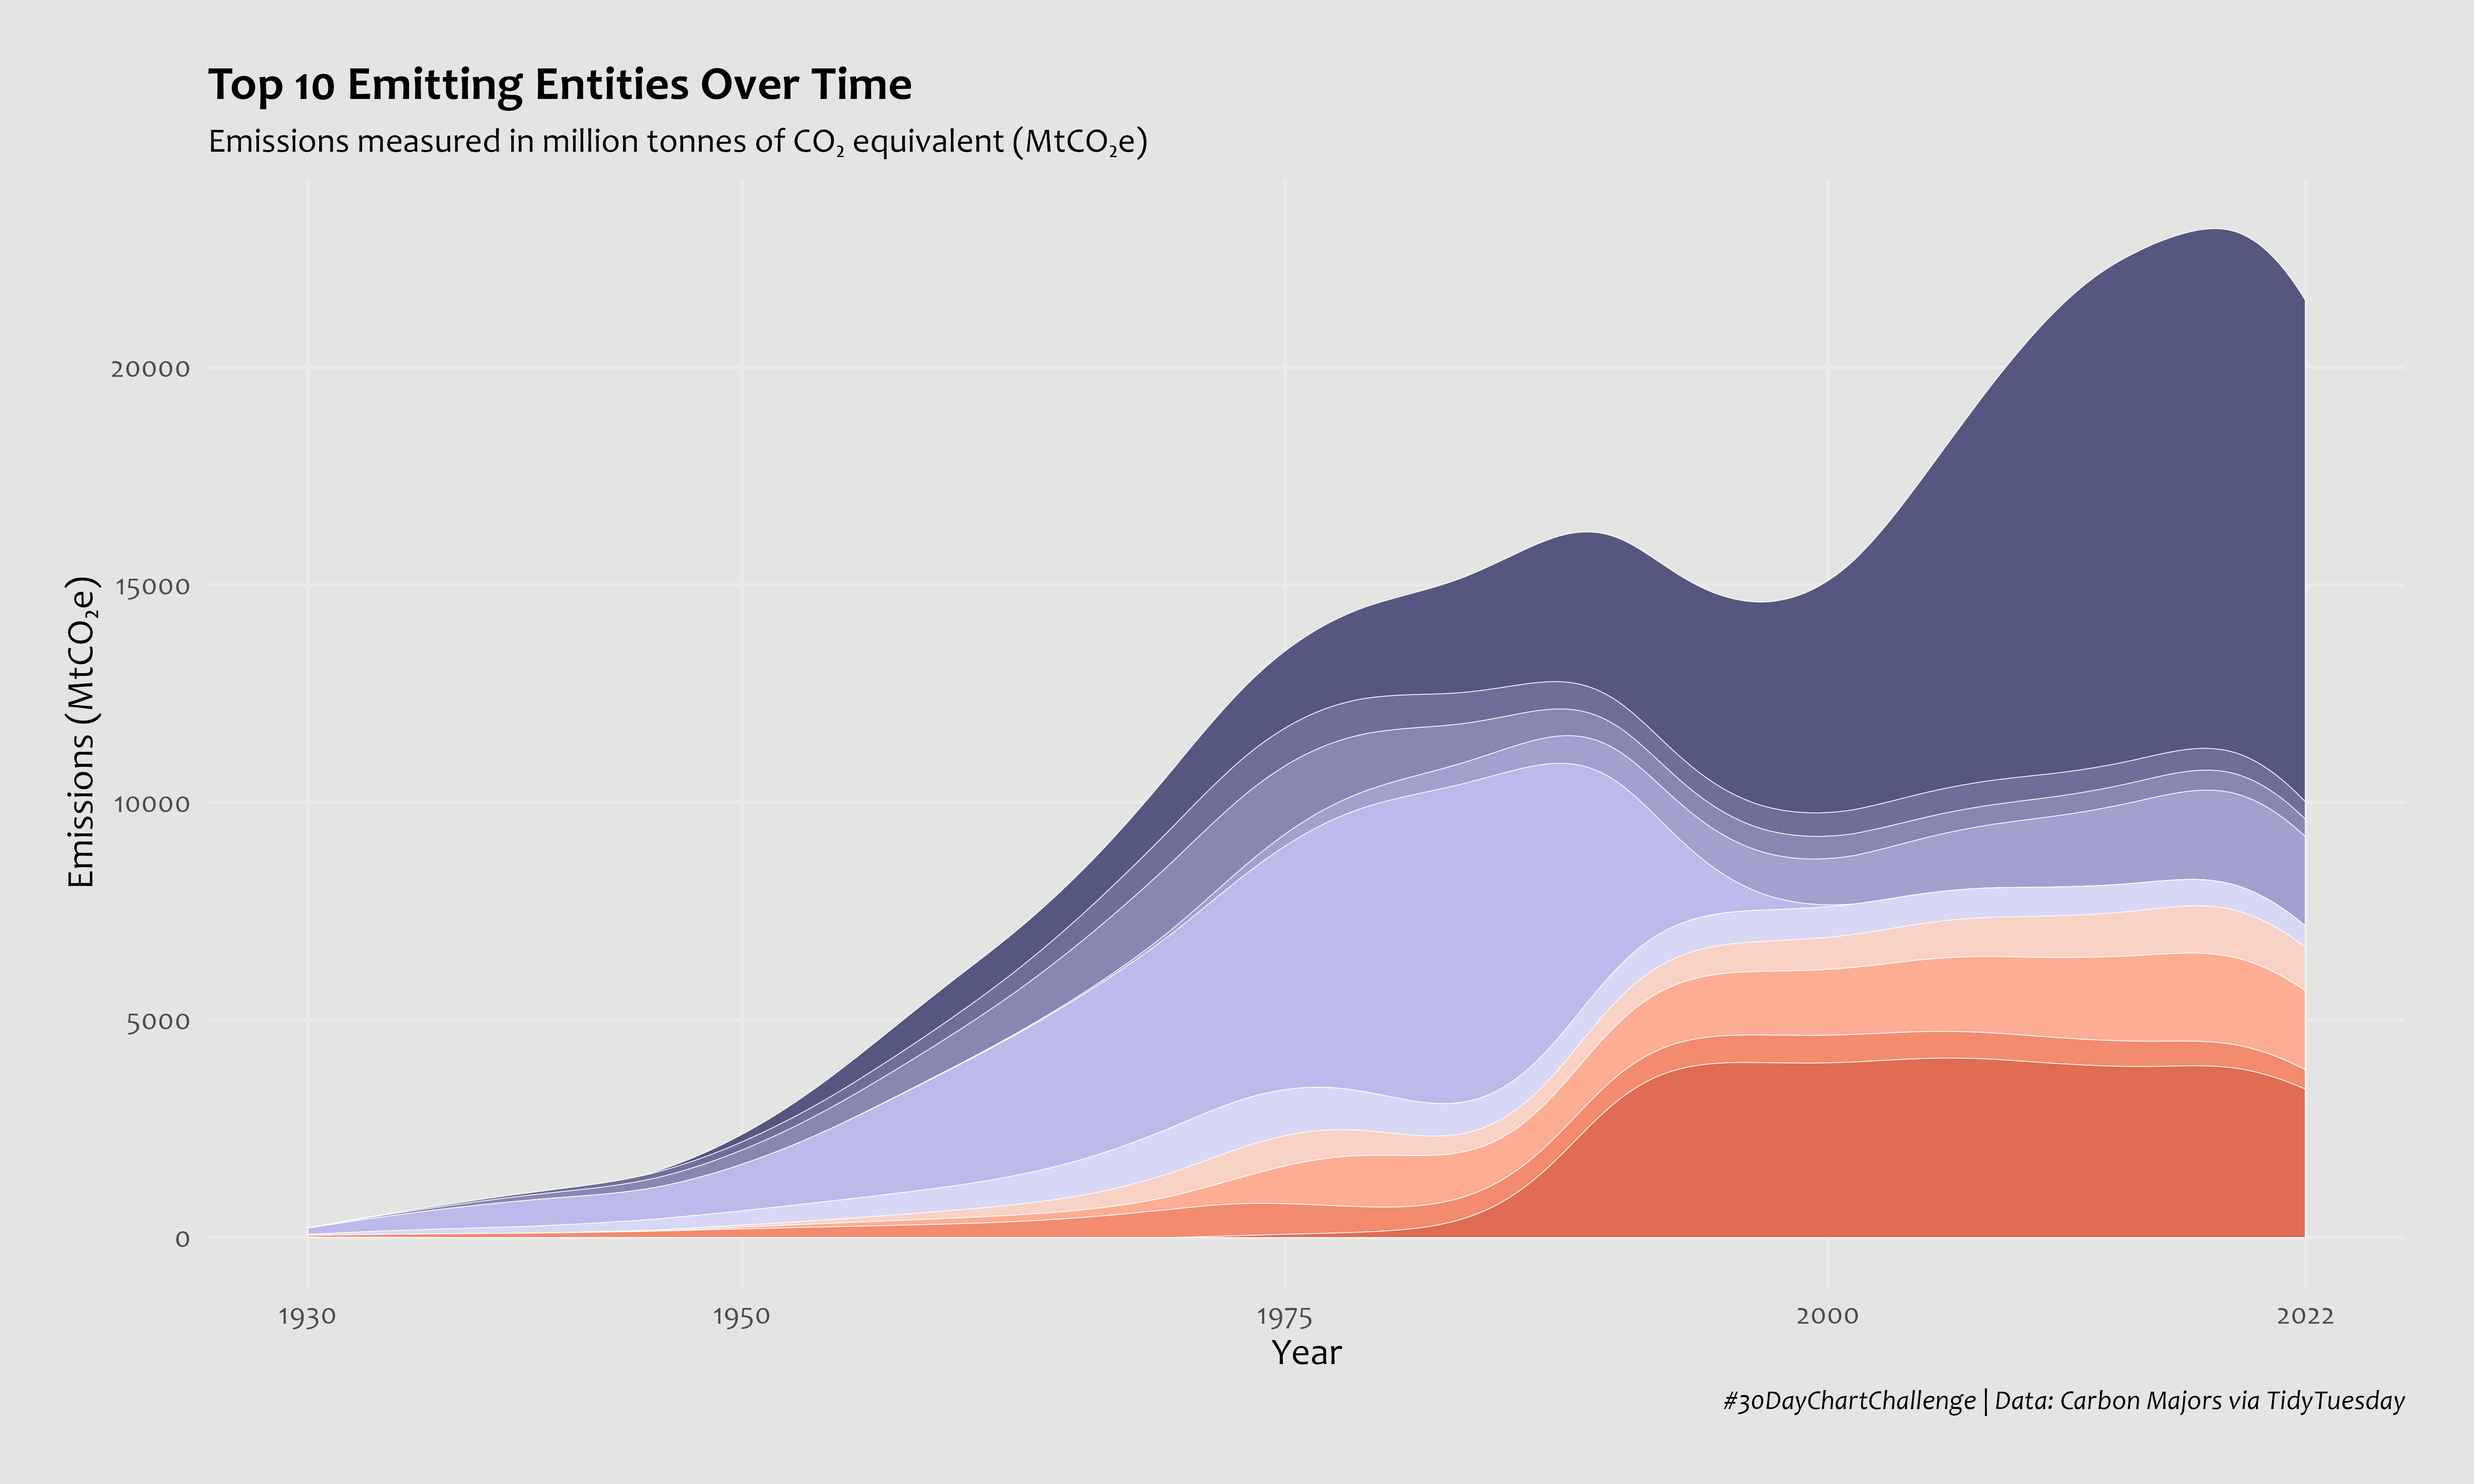 Top 10 Emitting Entities Over Time
Emissions measured in million tonnes of CO₂ equivalent (MtCO₂e)
Emissions (MtCO₂e)
20000
15000
10000
5000
0
1930 1950 1975 2000 2022
Year
#30DayChartChallenge | Data: Carbon Majors via TidyTuesday